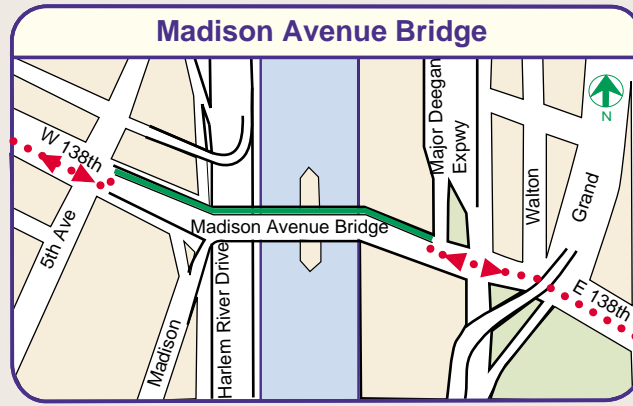 Madison Avenue Bridge
W 138th
5th Ave
Madison
Harlem River Drive
Madison Avenue Bridge
Major Deegan
Expwy
Walton
Grand
N
E 138th